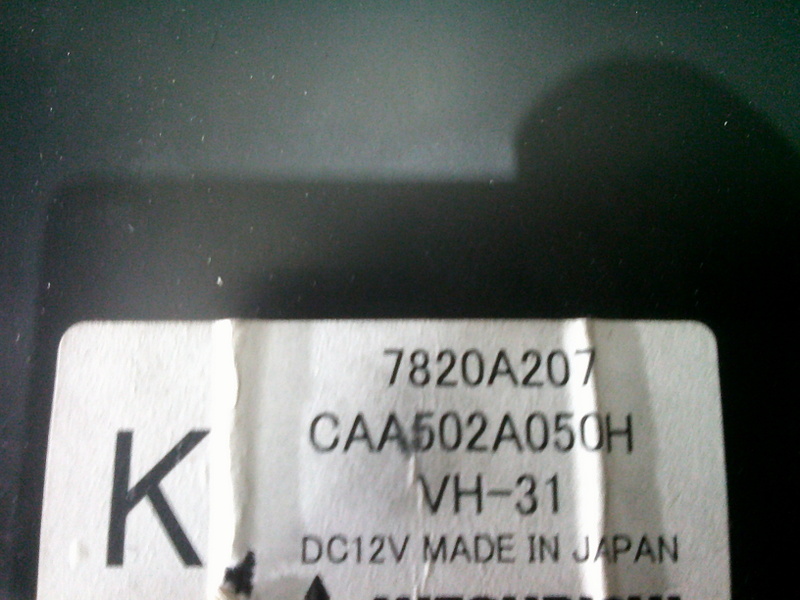 7820A207
CAA502A050H
K
VH-31
DC12V MADE IN JAPAN